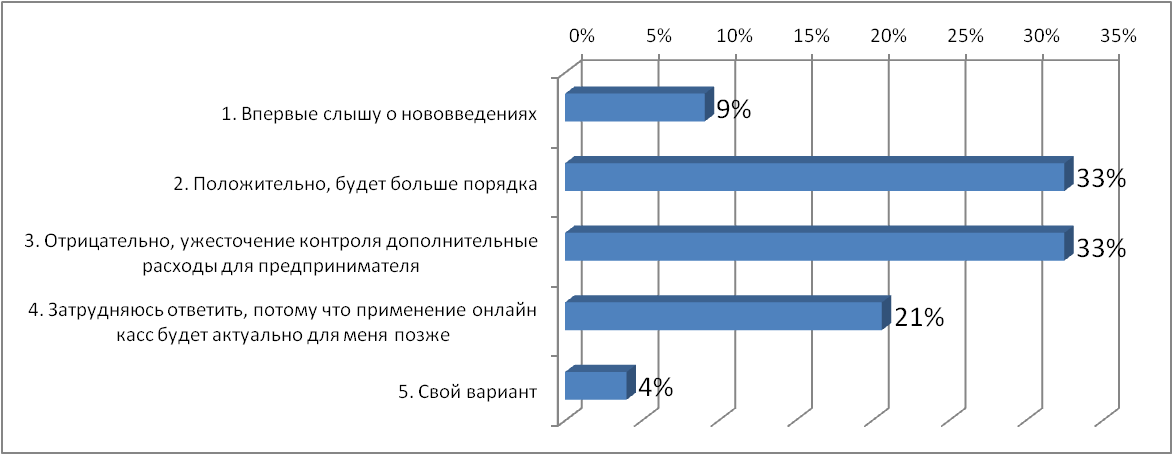 0% 5% 10% 15% 20% 25% 30% 35%
1. Впервые слышу о нововведениях 9%
2. Положительно, будет больше порядка 33%
3. Отрицательно, ужесточение контроля дополнительные
расходы для предпринимателя 33%
4. Затрудняюсь ответить, потому что применение онлайн
касс будет актуально для меня позже 21%
5. Свой вариант 4%